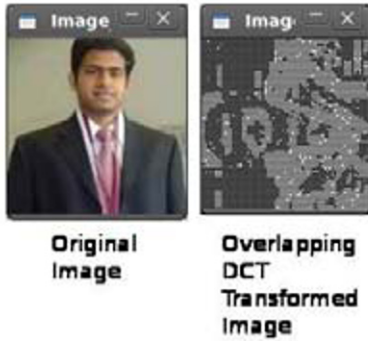 Image
Imag
Original
Image
Overlapping
DCT
Transformed
Image